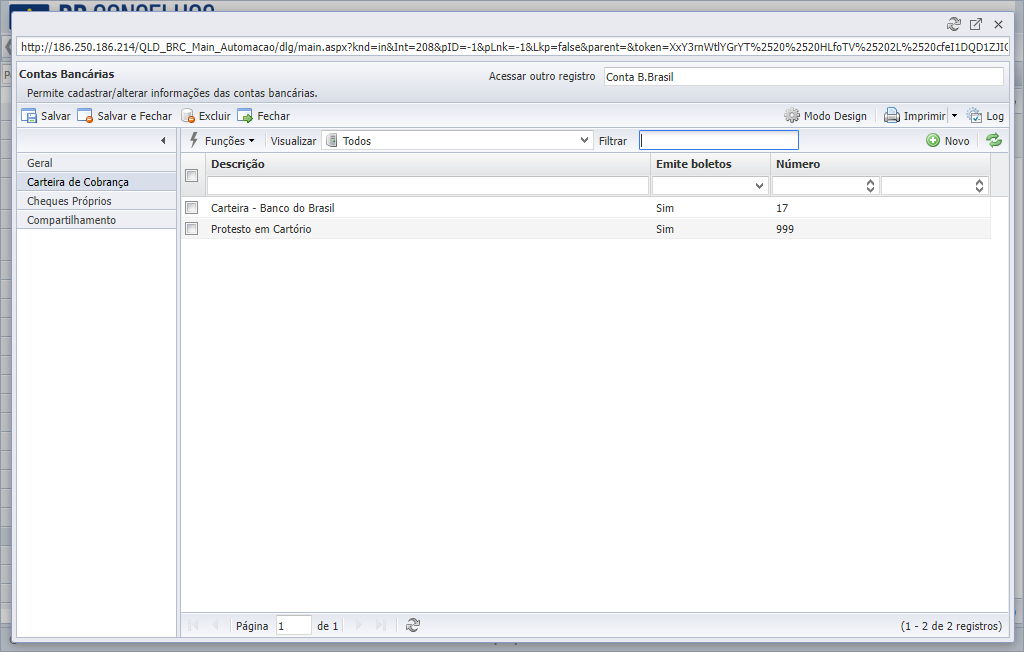 http://186.250.186.214/QLD_BRC_Main_Automacao/dlg/main.aspx?knd=in&Int=208&pID=-1&pLnk=-1&Lkp=false&parent=&token=XxY3rnWtlYGrYT%2520%2520HLfoTV%25202L%2520cfeI1DQD1ZJI
Contas Bancárias
Acessar outro registro Conta B.Brasil
Permite cadastrar/alterar informações das contas bancárias.
Salvar Salvar e Fechar Excluir Fechar Modo Design Imprimir Log
Funções Visualizar Todos Filtrar Novo
Geral
Carteira de Cobrança
Cheques Próprios
Compartilhamento
Descrição Emite boletos Número
Carteira - Banco do Brasil Sim 17
Protesto em Cartório Sim 999
Página 1 de 1 (1 - 2 de 2 registros)